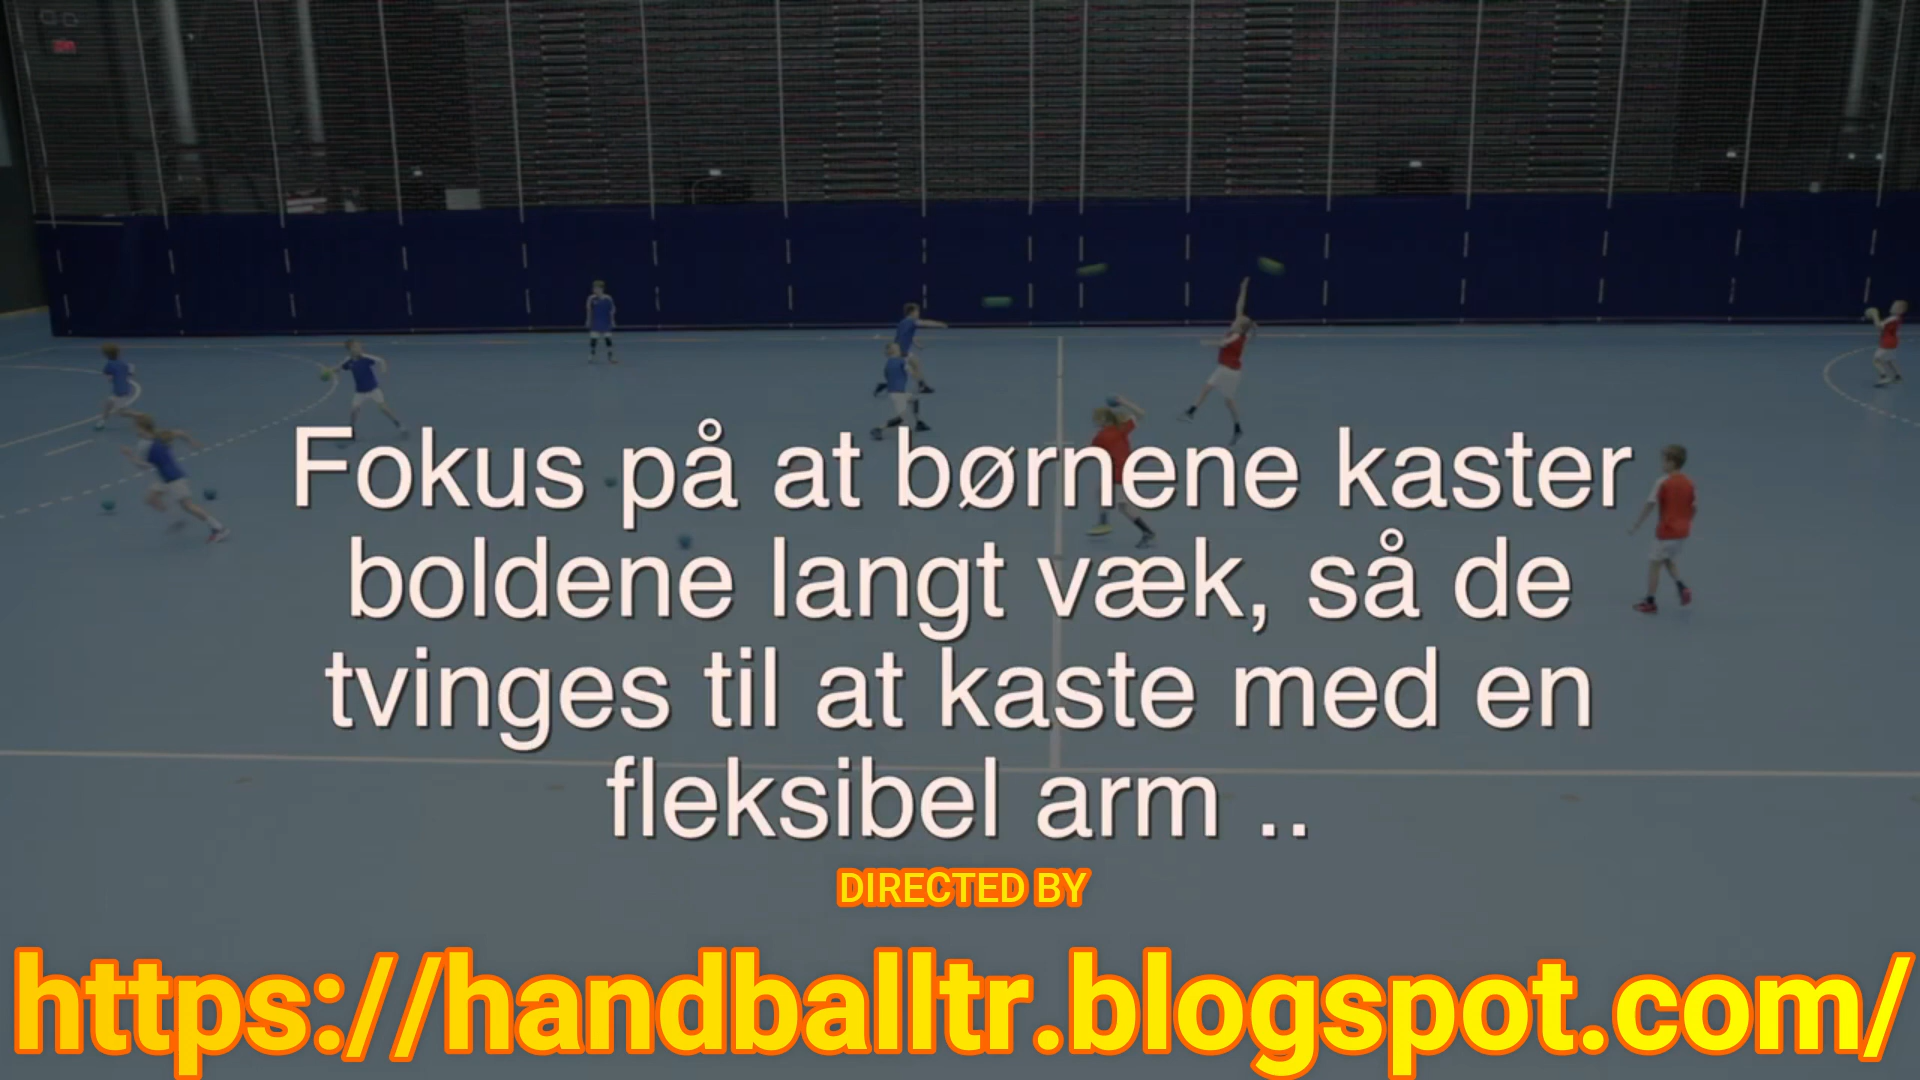 Fokus på at børnene kaster
boldene langt væk, så de
tvinges til at kaste med en
fleksibel arm ..
DIRECTED BY
https://handballtr.blogspot.com/